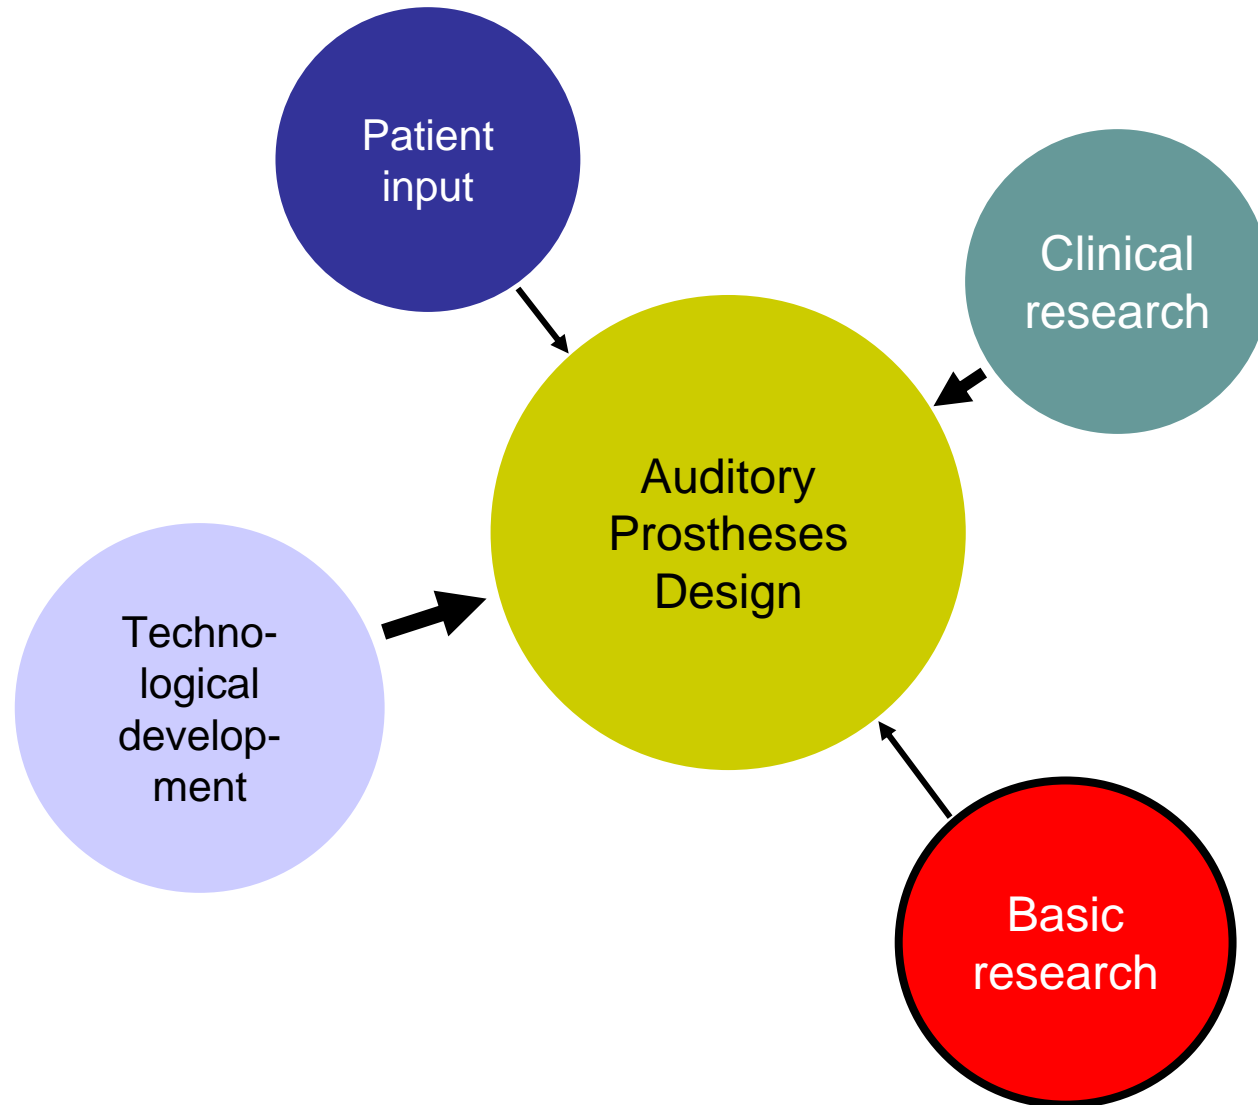 Patient
input
Clinical
research
Auditory
Prostheses
Design
Techno-
logical
develop-
ment
Basic
research